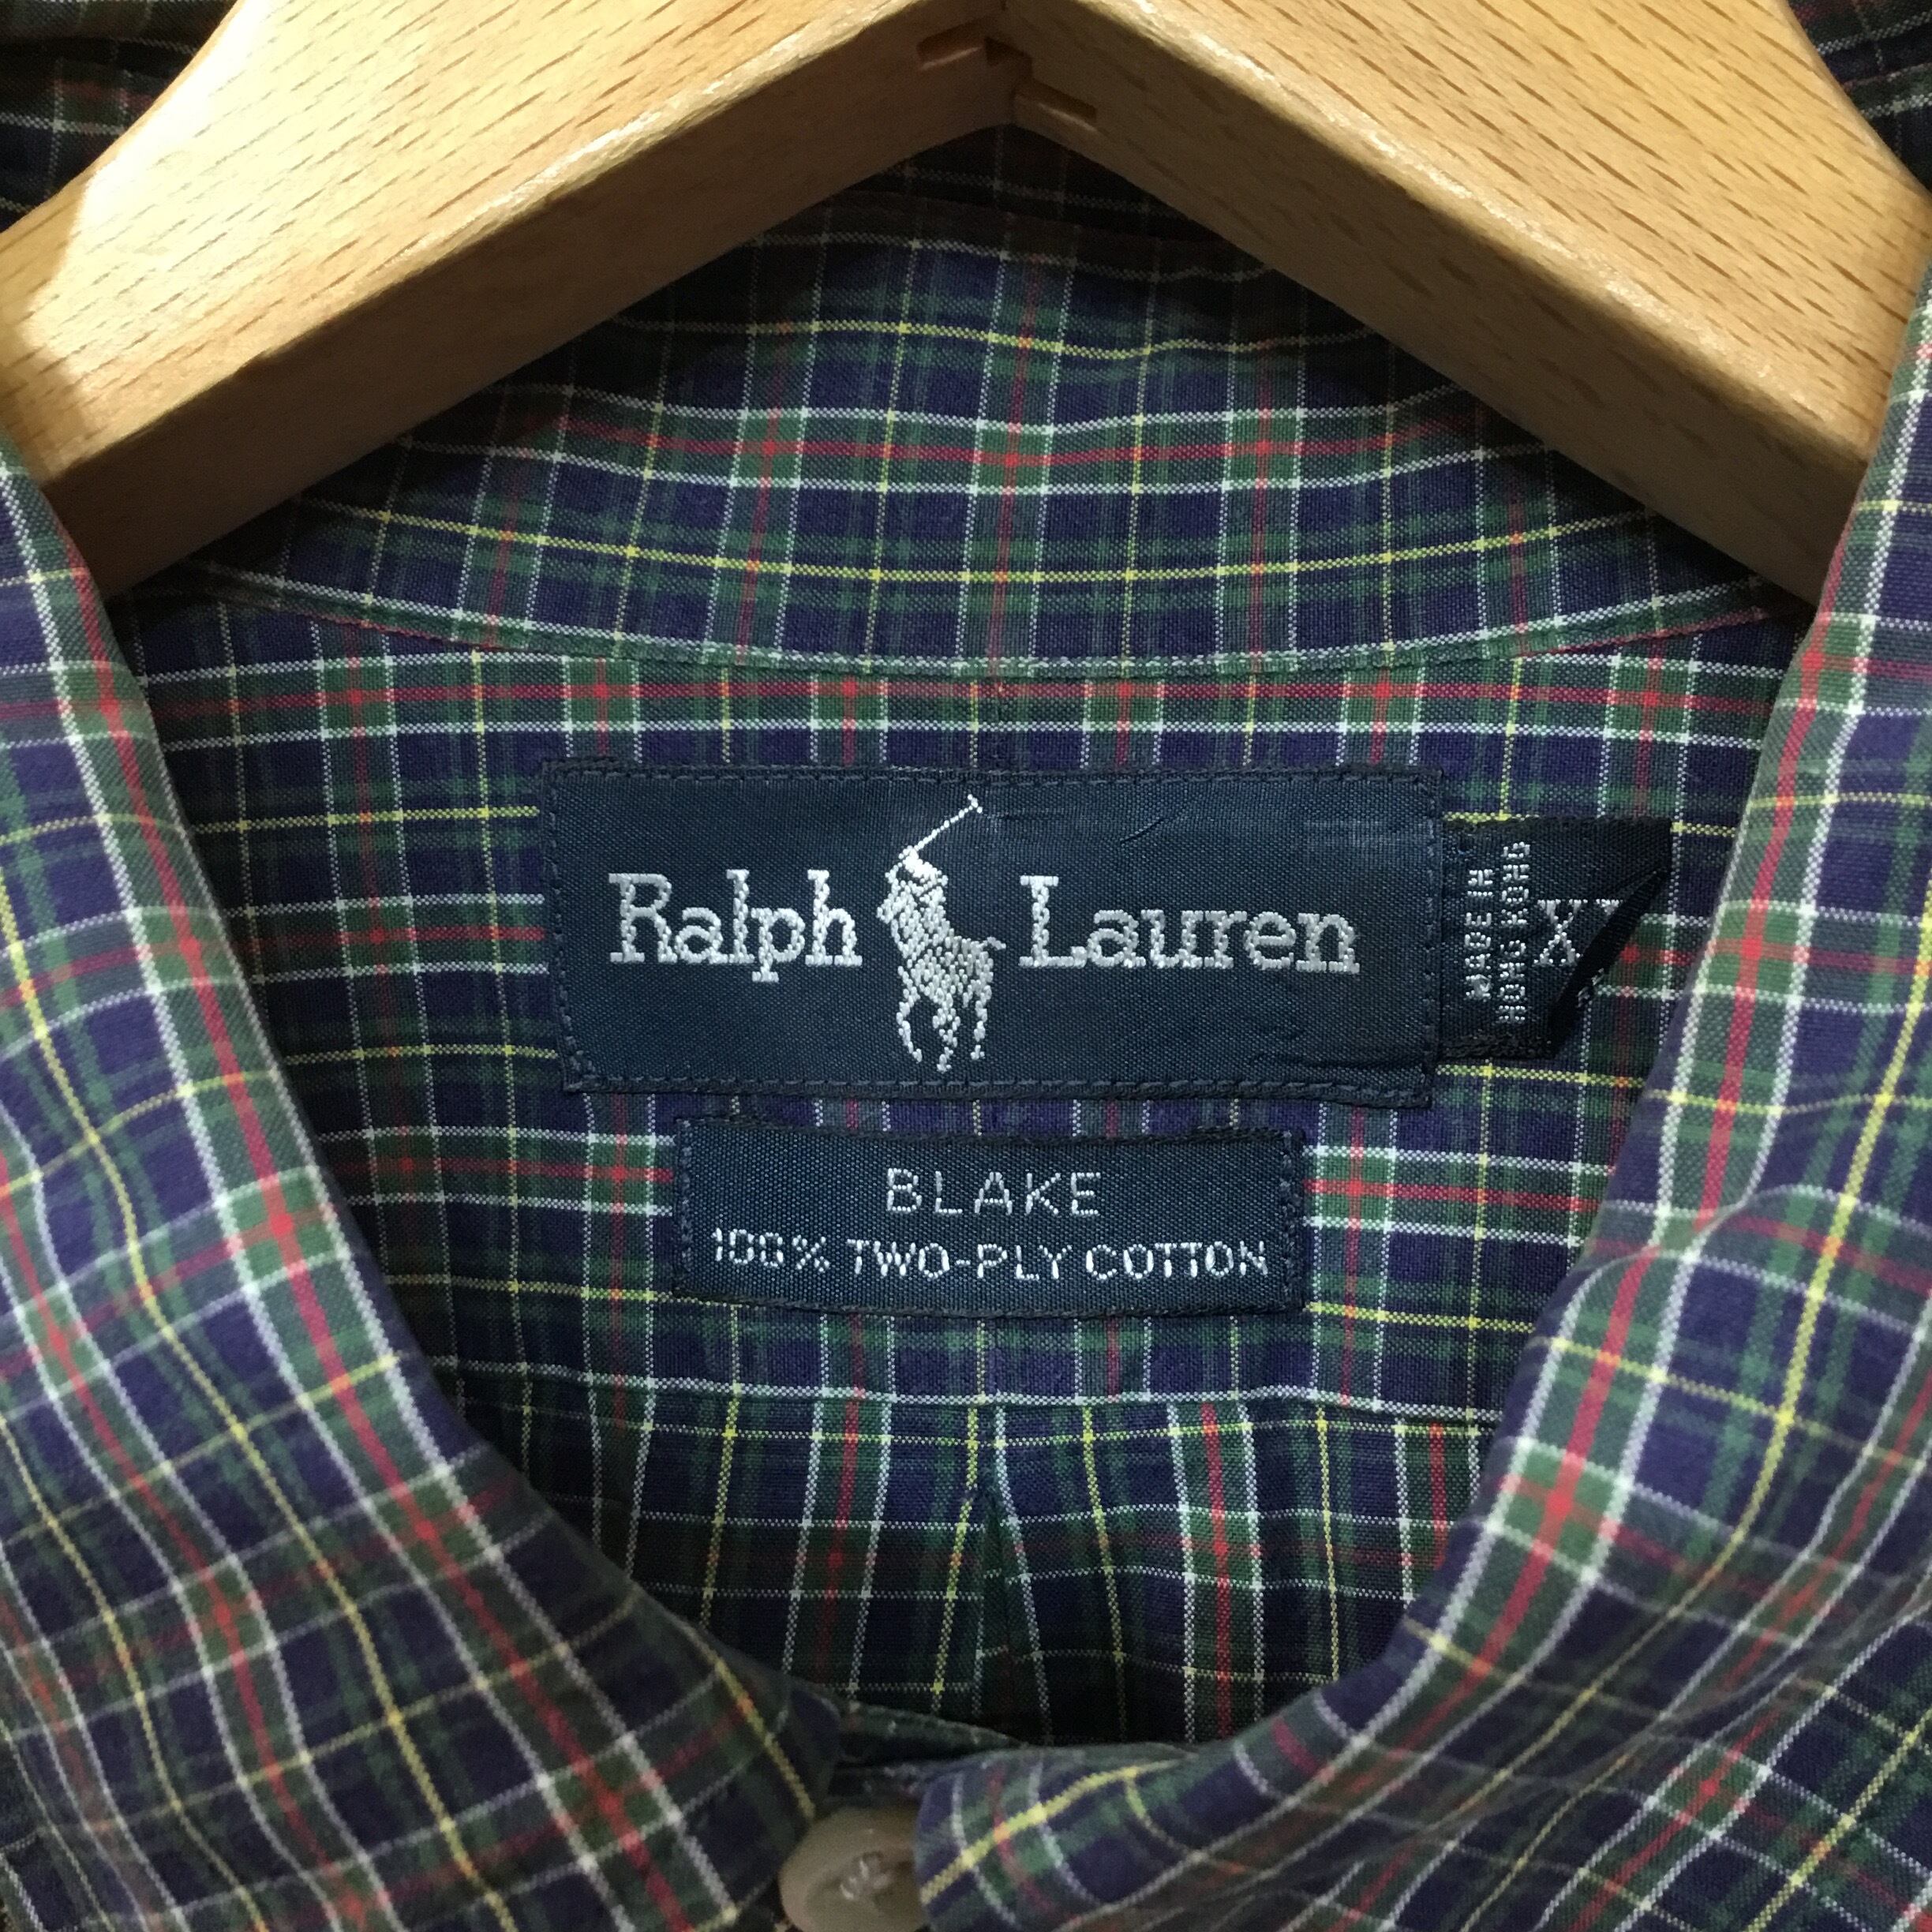 Ralph Lauren
MADE IN
HONG KONG
BLAKE
100% TWO-PLY COTTON